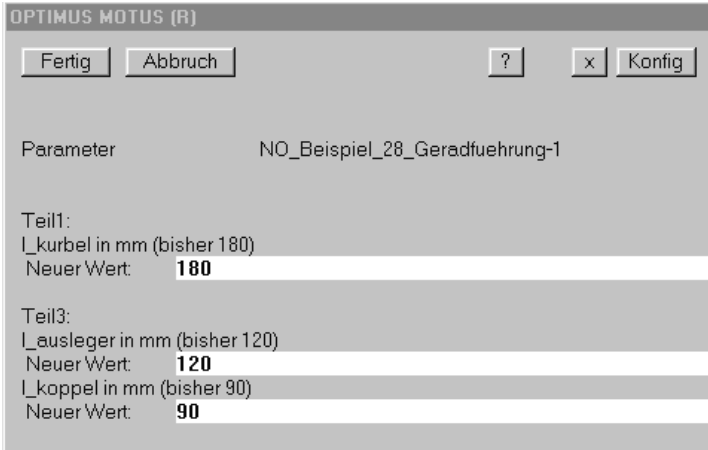 OPTIMUS MOTUS (R)
Fertig Abbruch ? x Konfig
Parameter NO_Beispiel_28_Geradfuehrung-1
Teil1:
l_kurbel in mm (bisher 180)
Neuer Wert: 180
Teil3:
l_ausleger in mm (bisher 120)
Neuer Wert: 120
l_koppel in mm (bisher 90)
Neuer Wert: 90